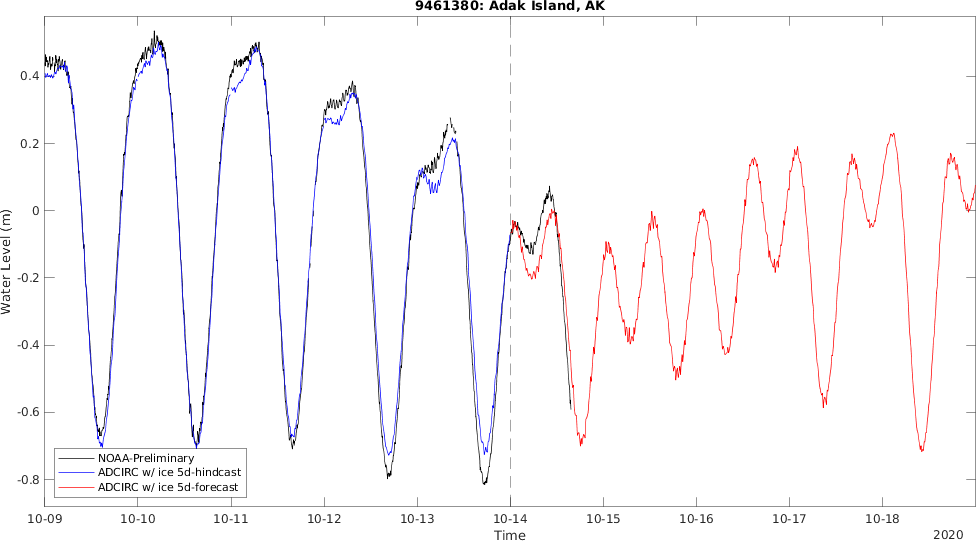 9461380: Adak Island, AK
Water Level (m)
0.4
0.2
0
-0.2
-0.4
-0.6
-0.8
NOAA-Preliminary
ADCIRC w/ ice 5d-hindcast
ADCIRC w/ ice 5d-forecast
10-09 10-10 10-11 10-12 10-13 10-14 10-15 10-16 10-17 10-18
Time
2020